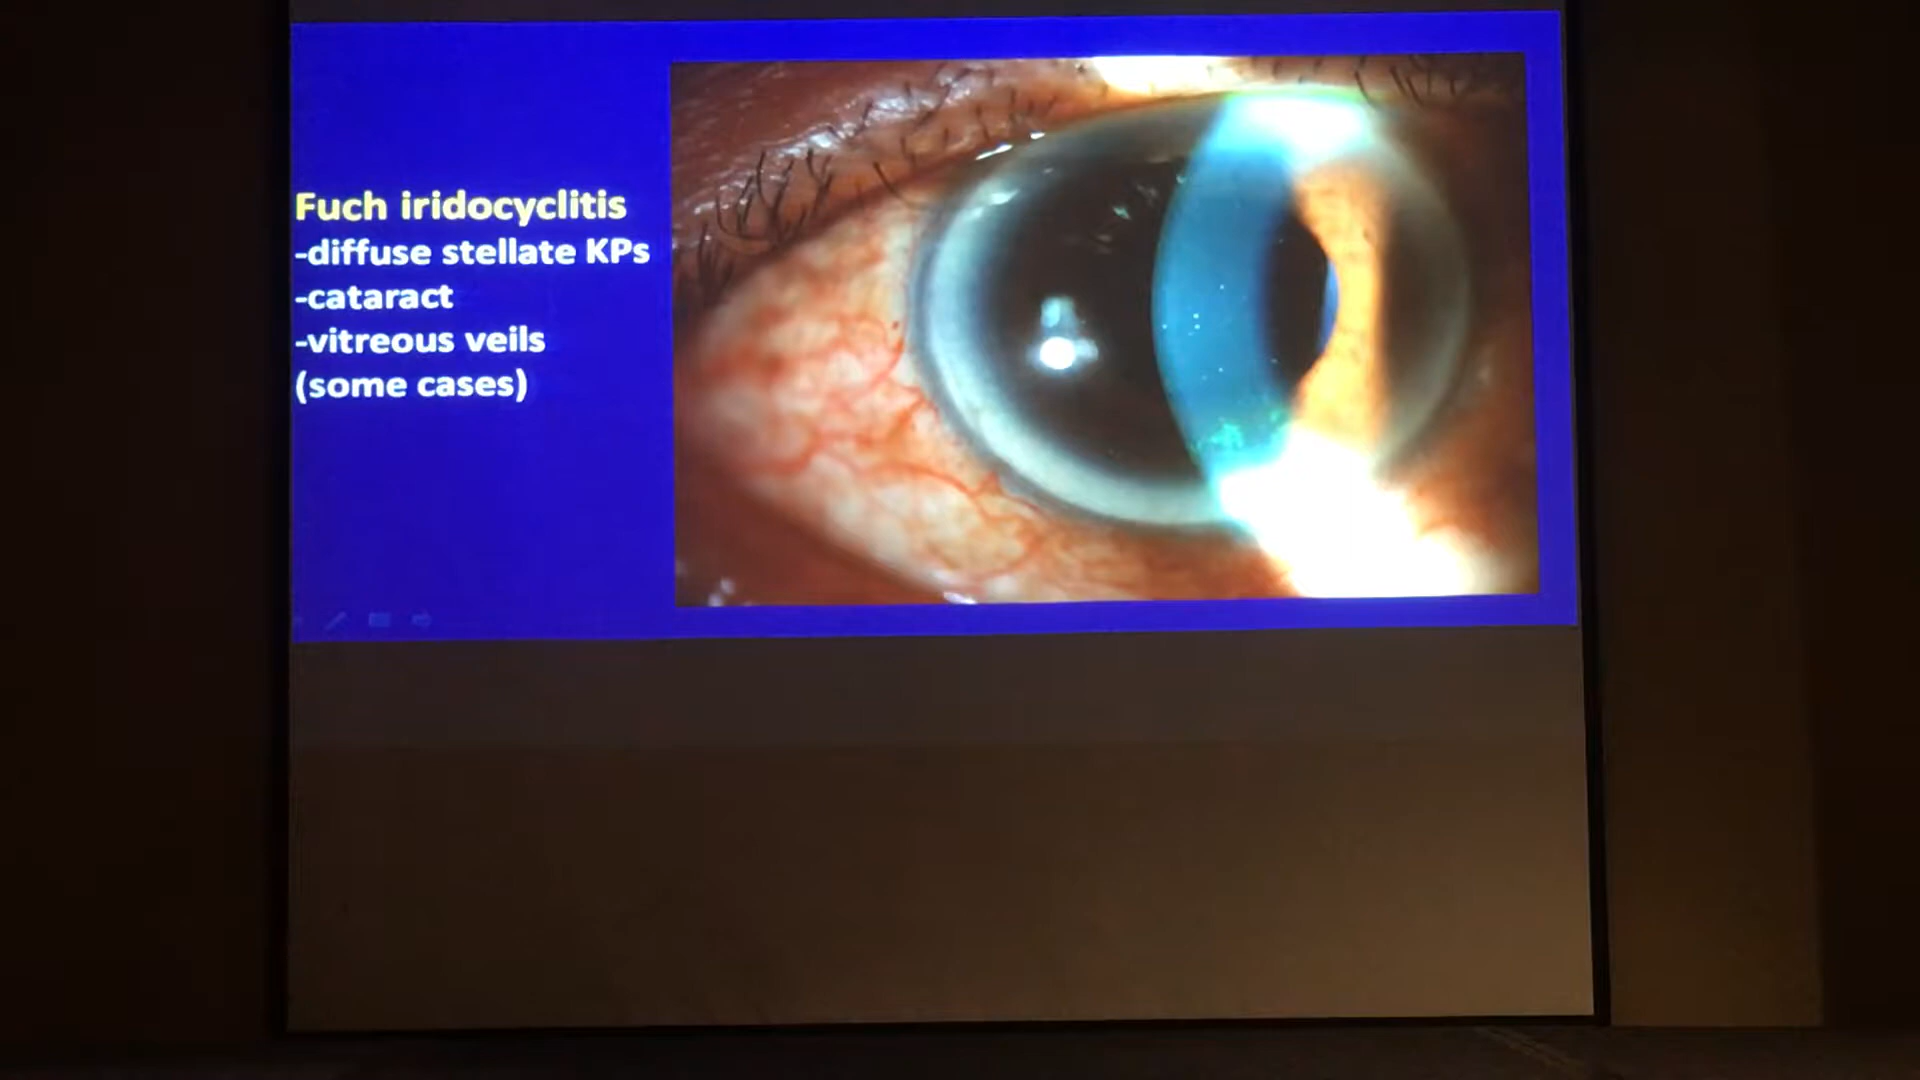 Fuch iridocyclitis
-diffuse stellate KPs
-cataract
-vitreous veils
(some cases)